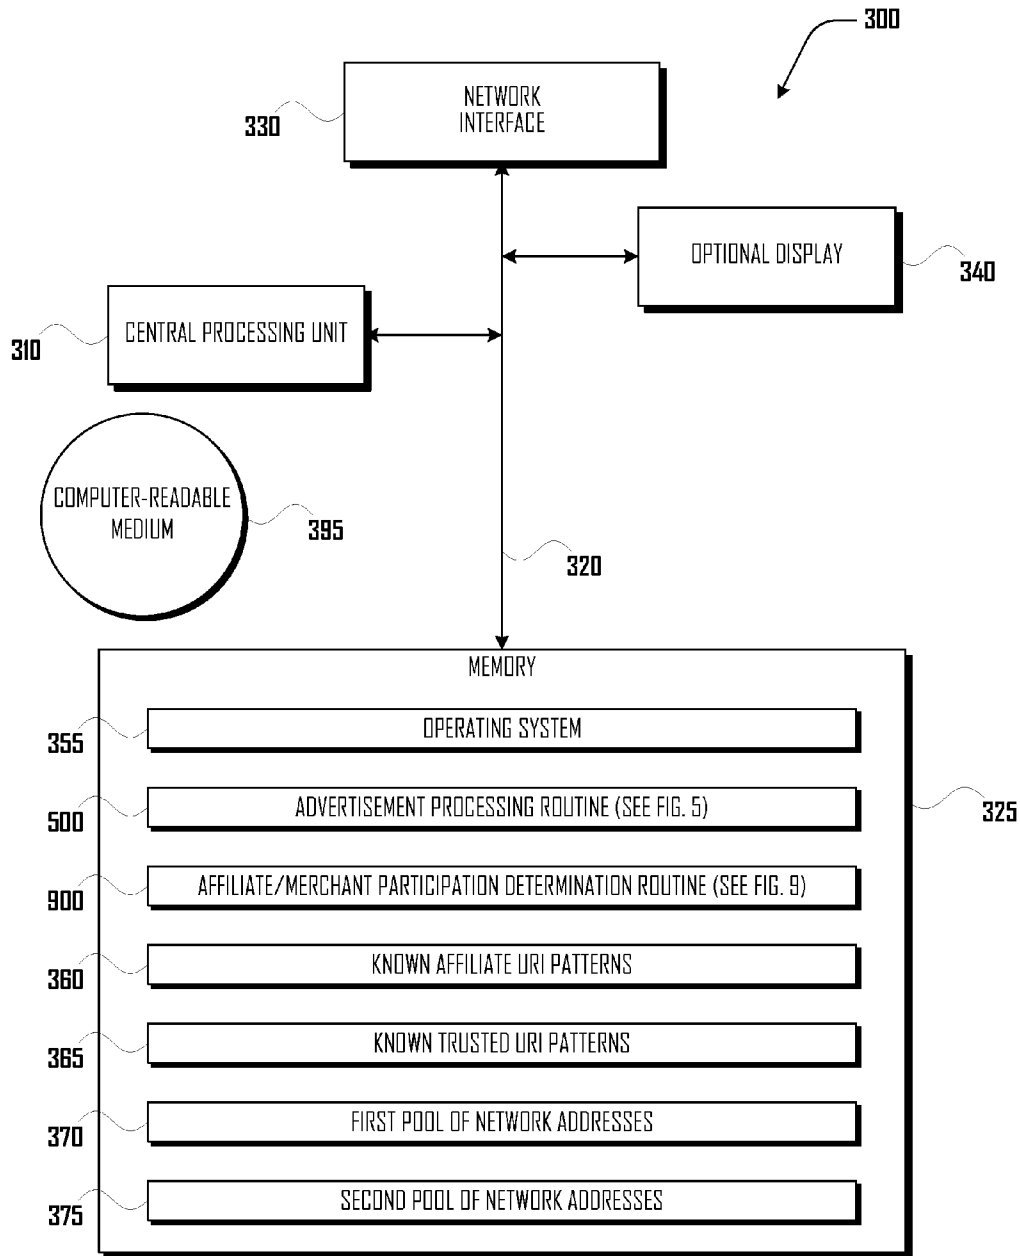 300
NETWORK
INTERFACE
330
OPTIONAL DISPLAY
340
CENTRAL PROCESSING UNIT
310
COMPUTER-READABLE
MEDIUM
395
320
MEMORY
OPERATING SYSTEM
355
ADVERTISEMENT PROCESSING ROUTINE (SEE FIG. 5)
500
325
AFFILIATE/MERCHANT PARTICIPATION DETERMINATION ROUTINE (SEE FIG. 9)
900
KNOWN AFFILIATE URI PATTERNS
360
KNOWN TRUSTED URI PATTERNS
365
FIRST POOL OF NETWORK ADDRESSES
370
SECOND POOL OF NETWORK ADDRESSES
375